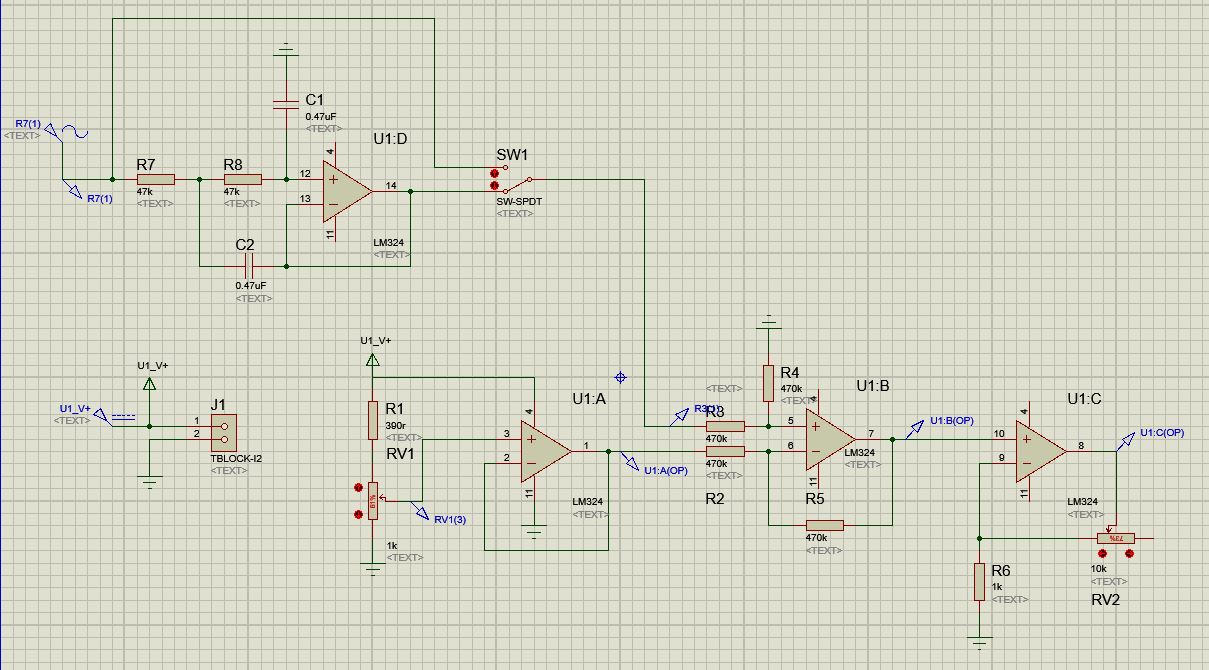 C1
0.47uF
<TEXT>
R7(1)
<TEXT>
U1:D
R7
47k
<TEXT>
R8
47k
<TEXT>
12
13
4
11
14
SW1
SW-SPDT
<TEXT>
R7(1)
LM324
<TEXT>
C2
0.47uF
<TEXT>
U1_V+
U1_V+
U1_V+
<TEXT>
J1
1
2
TBLOCK-I2
<TEXT>
R1
390r
<TEXT>
RV1
61%
1k
<TEXT>
RV1(3)
U1:A
3
2
4
11
1
LM324
<TEXT>
U1:A(OP)
<TEXT>
R3
470k
470k
<TEXT>
R2
R4
470k
<TEXT>
U1:B
5
6
4
11
7
LM324
<TEXT>
U1:B(OP)
R5
470k
<TEXT>
U1:C
10
9
4
11
8
LM324
<TEXT>
U1:C(OP)
R6
1k
<TEXT>
73%
10k
<TEXT>
RV2